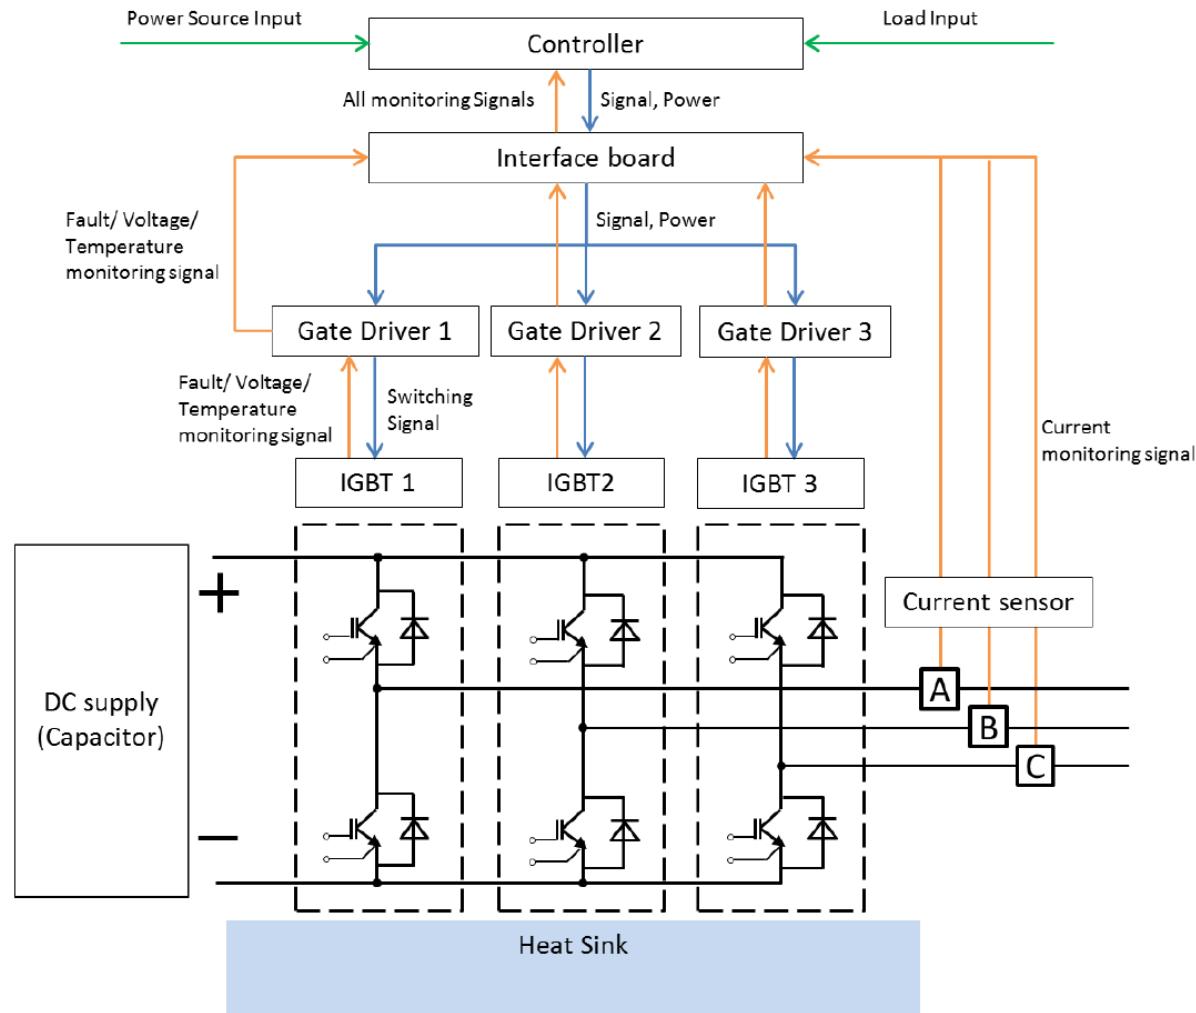 Power Source Input
Load Input
Controller
All monitoring Signals
Signal, Power
Interface board
Fault/ Voltage/
Temperature
monitoring signal
Signal, Power
Gate Driver 1
Gate Driver 2
Gate Driver 3
Fault/ Voltage/
Temperature
monitoring signal
Switching
Signal
Current
monitoring signal
IGBT 1
IGBT2
IGBT 3
+
Current sensor
DC supply
(Capacitor)
A
B
C
−
Heat Sink